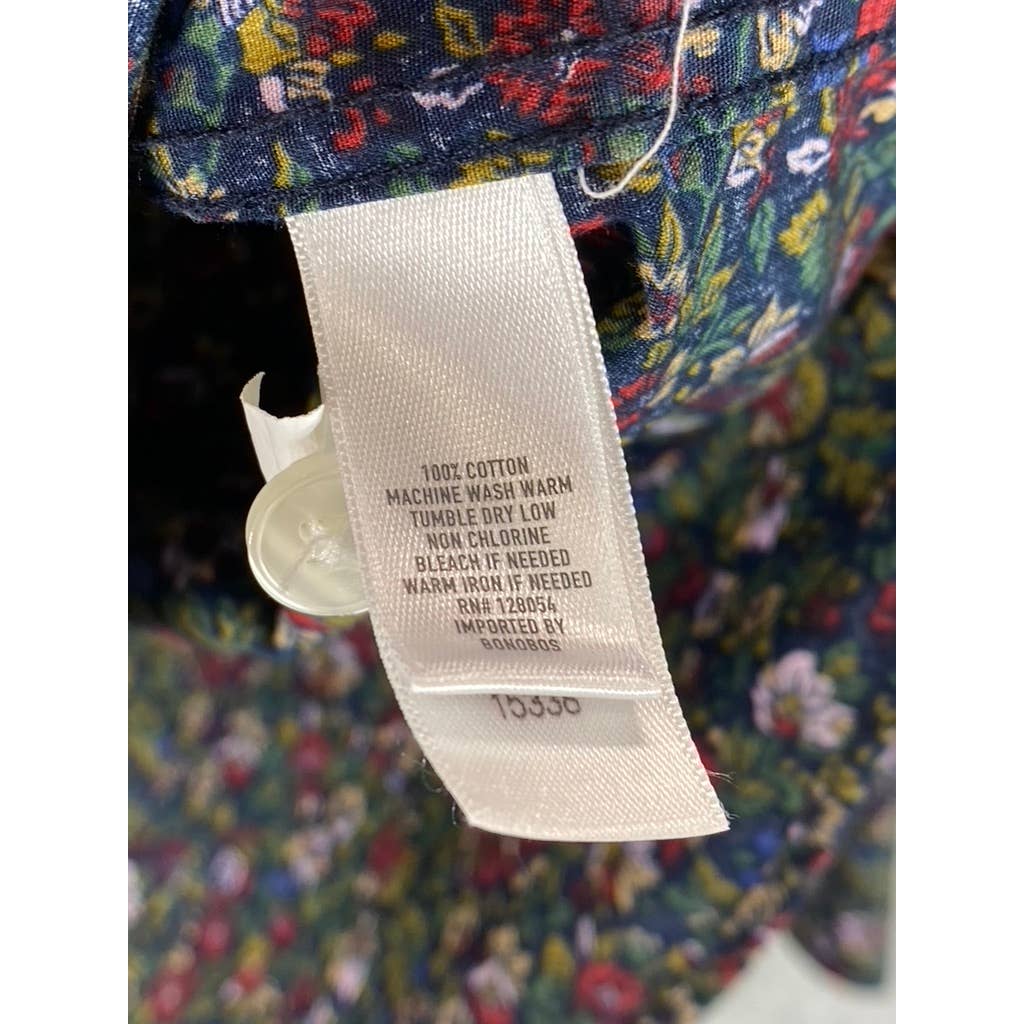 100% COTTON
MACHINE WASH WARM
TUMBLE DRY LOW
NON CHLORINE
BLEACH IF NEEDED
WARM IRON IF NEEDED
RN# 128054
IMPORTED BY
BONOBOS
15336